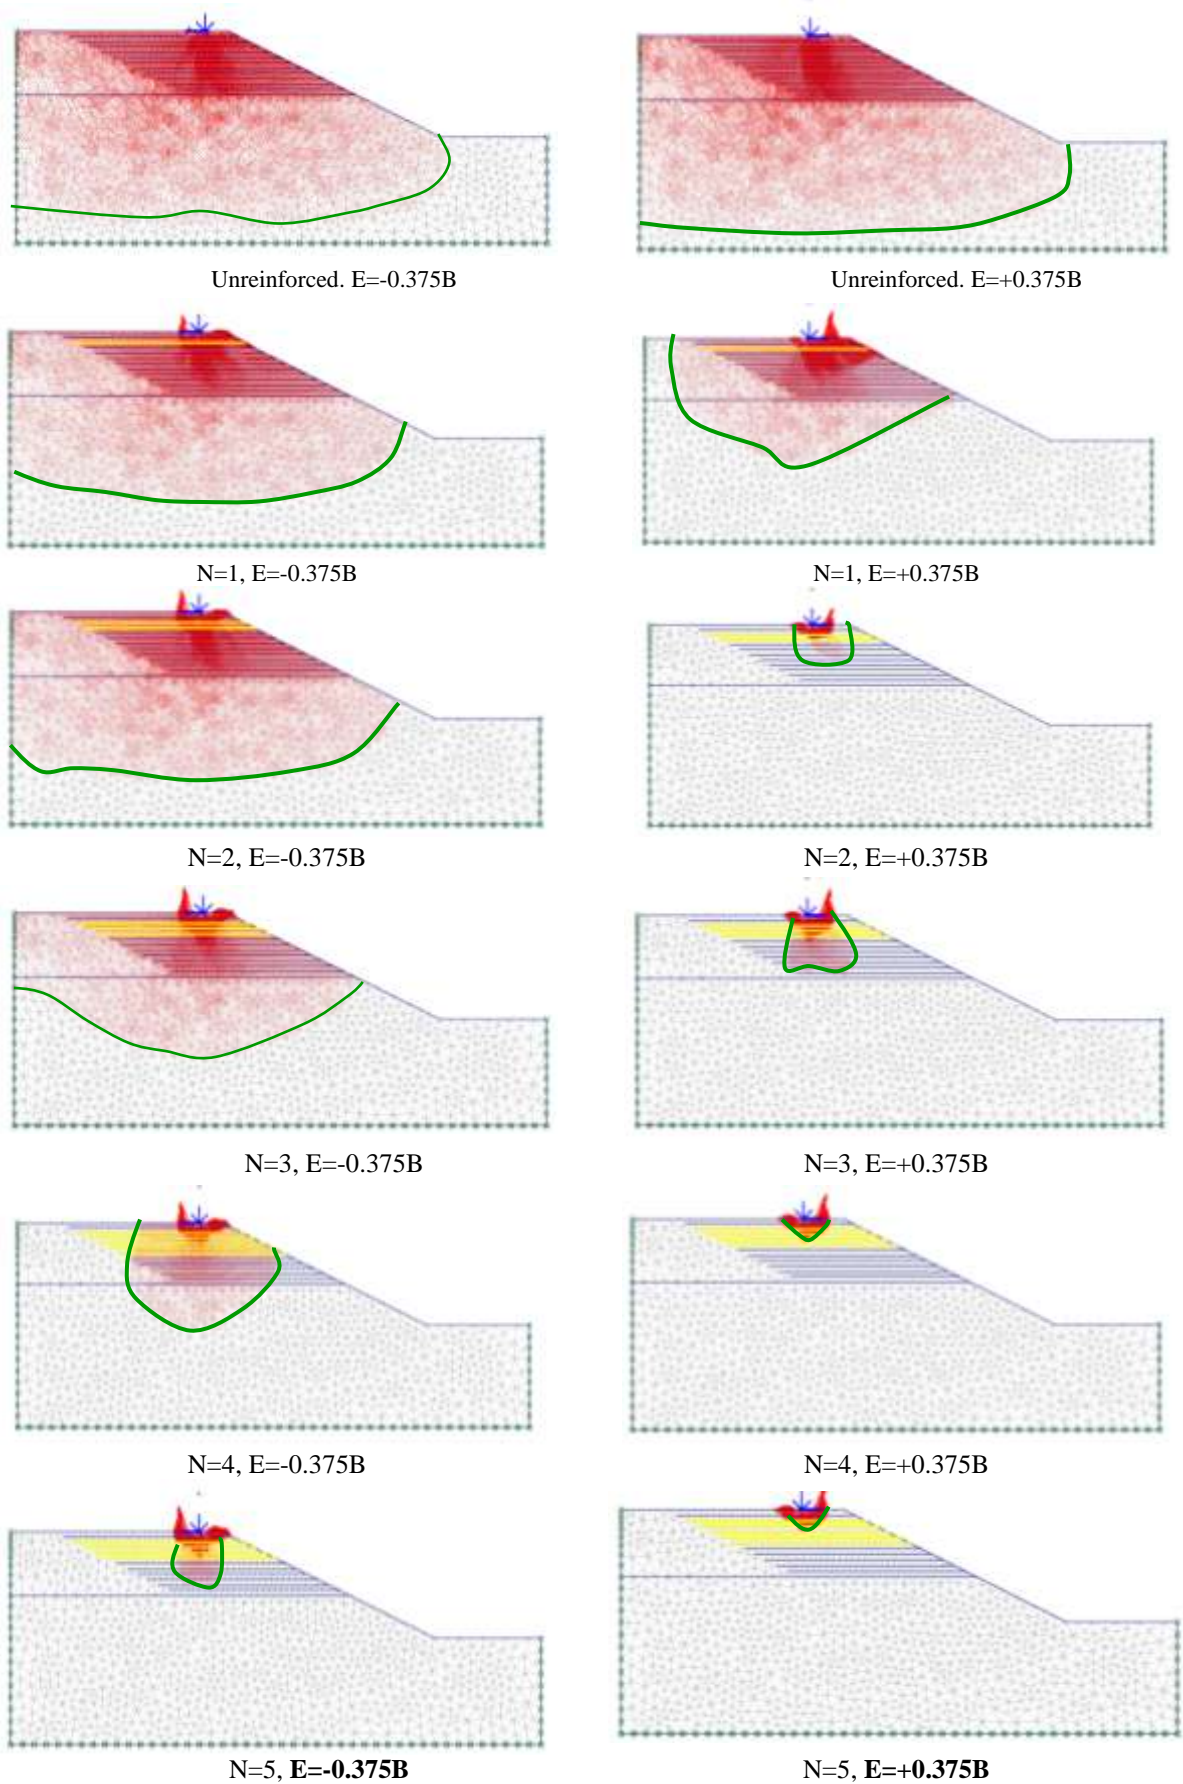 Unreinforced. E=-0.375B
Unreinforced. E=+0.375B
N=1, E=-0.375B
N=1, E=+0.375B
N=2, E=-0.375B
N=2, E=+0.375B
N=3, E=-0.375B
N=3, E=+0.375B
N=4, E=-0.375B
N=4, E=+0.375B
N=5, E=-0.375B
N=5, E=+0.375B